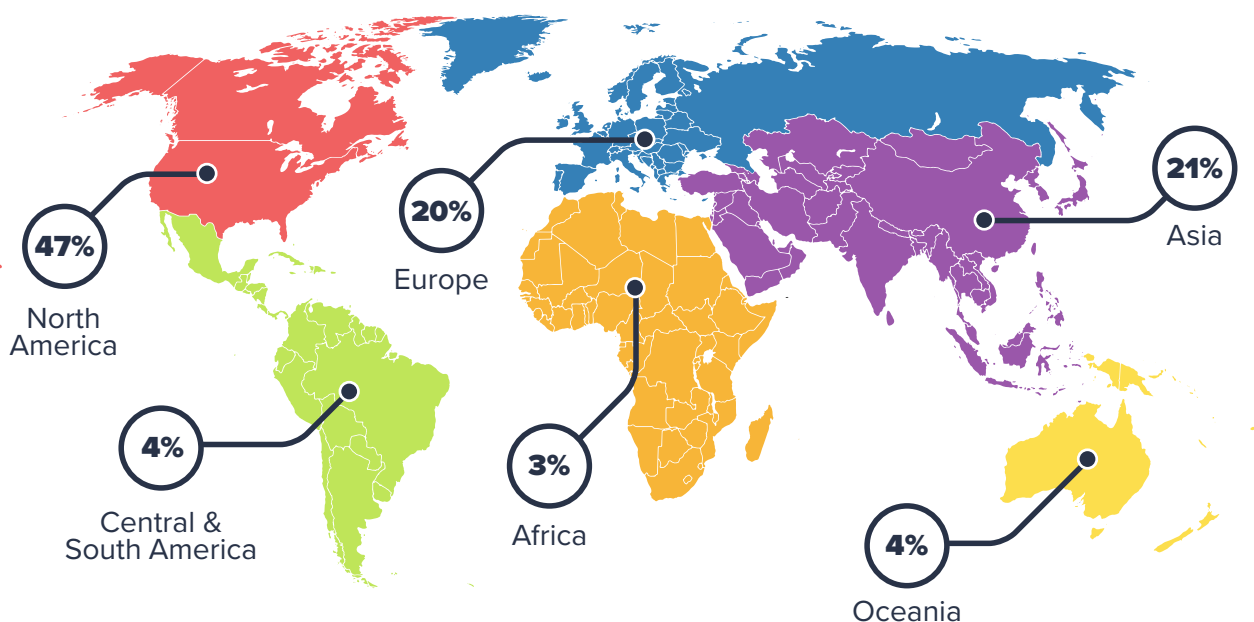 47%
North
America
20%
Europe
21%
Asia
4%
Central &
South America
3%
Africa
4%
Oceania